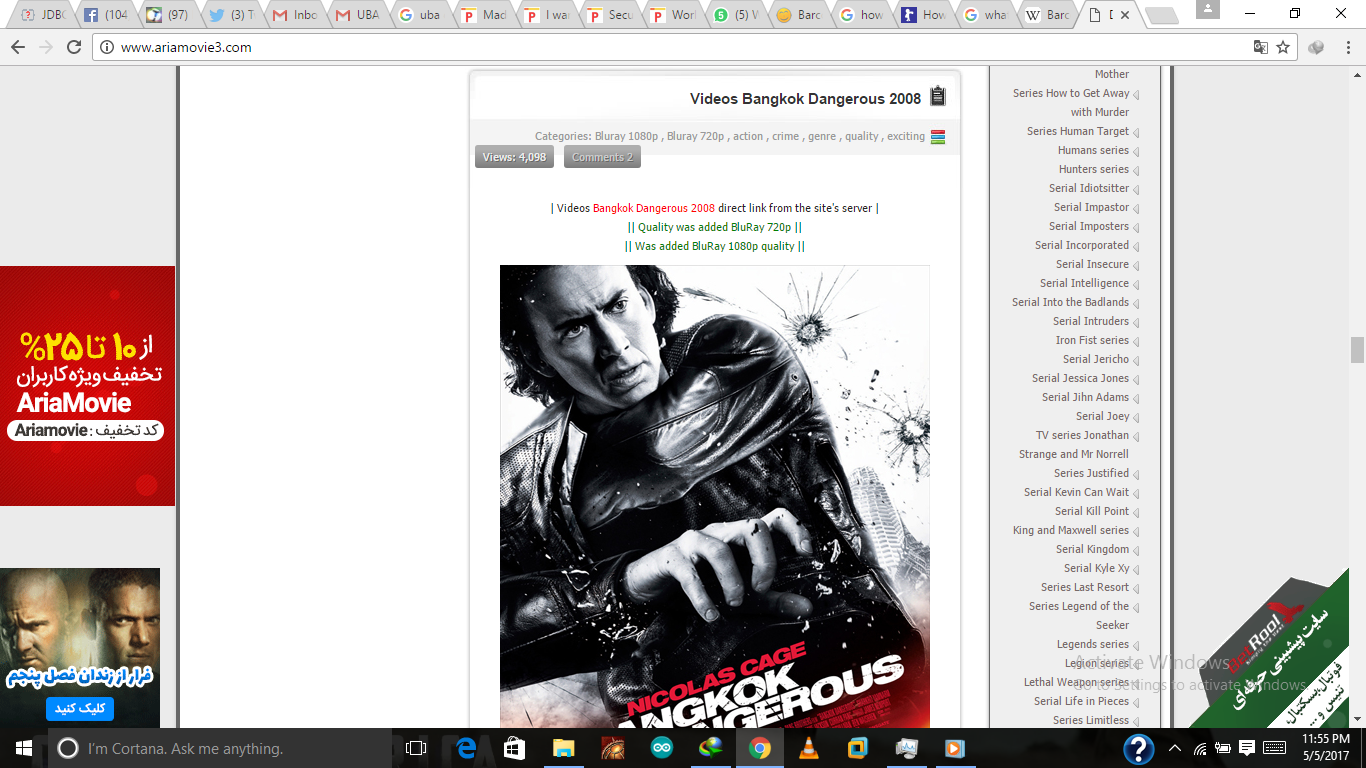 JDBC
(104
(97)
(3) T
Inbo
UBA
uba
Mad
I wa
Secu
Worl
(5) W
Barc
how
How
wha
Barc
www.ariamovie3.com
Videos Bangkok Dangerous 2008
Categories: Bluray 1080p , Bluray 720p , action , crime , genre , quality , exciting
Views: 4,098
Comments 2
| Videos Bangkok Dangerous 2008 direct link from the site's server |
|| Quality was added BluRay 720p ||
|| Was added BluRay 1080p quality ||
NICOLAS CAGE
ANGKOK
NGEROUS
از ۱۰ تا ۲۵%
تخفیف ویژه کاربران
AriaMovie
کد تخفیف : Ariamovie
فرار از زندان فصل پنجم
کلیک کنید
Mother
Series How to Get Away
with Murder
Series Human Target
Humans series
Hunters series
Serial Idiotsitter
Serial Impastor
Serial Imposters
Serial Incorporated
Serial Insecure
Serial Intelligence
Serial Into the Badlands
Serial Intruders
Iron Fist series
Serial Jericho
Serial Jessica Jones
Serial Jihn Adams
Serial Joey
TV series Jonathan
Strange and Mr Norrell
Series Justified
Serial Kevin Can Wait
Serial Kill Point
King and Maxwell series
Serial Kingdom
Serial Kyle Xy
Series Last Resort
Series Legend of the
Seeker
Legends series
Legion series
Lethal Weapon series
Serial Life in Pieces
Series Limitless
سایت پیشبینی حرفه‌ای
فوتبال، بسکتبال
تنیس و...
Activate Windows
Go to Settings to activate Windows.
I'm Cortana. Ask me anything.
11:55 PM
5/5/2017